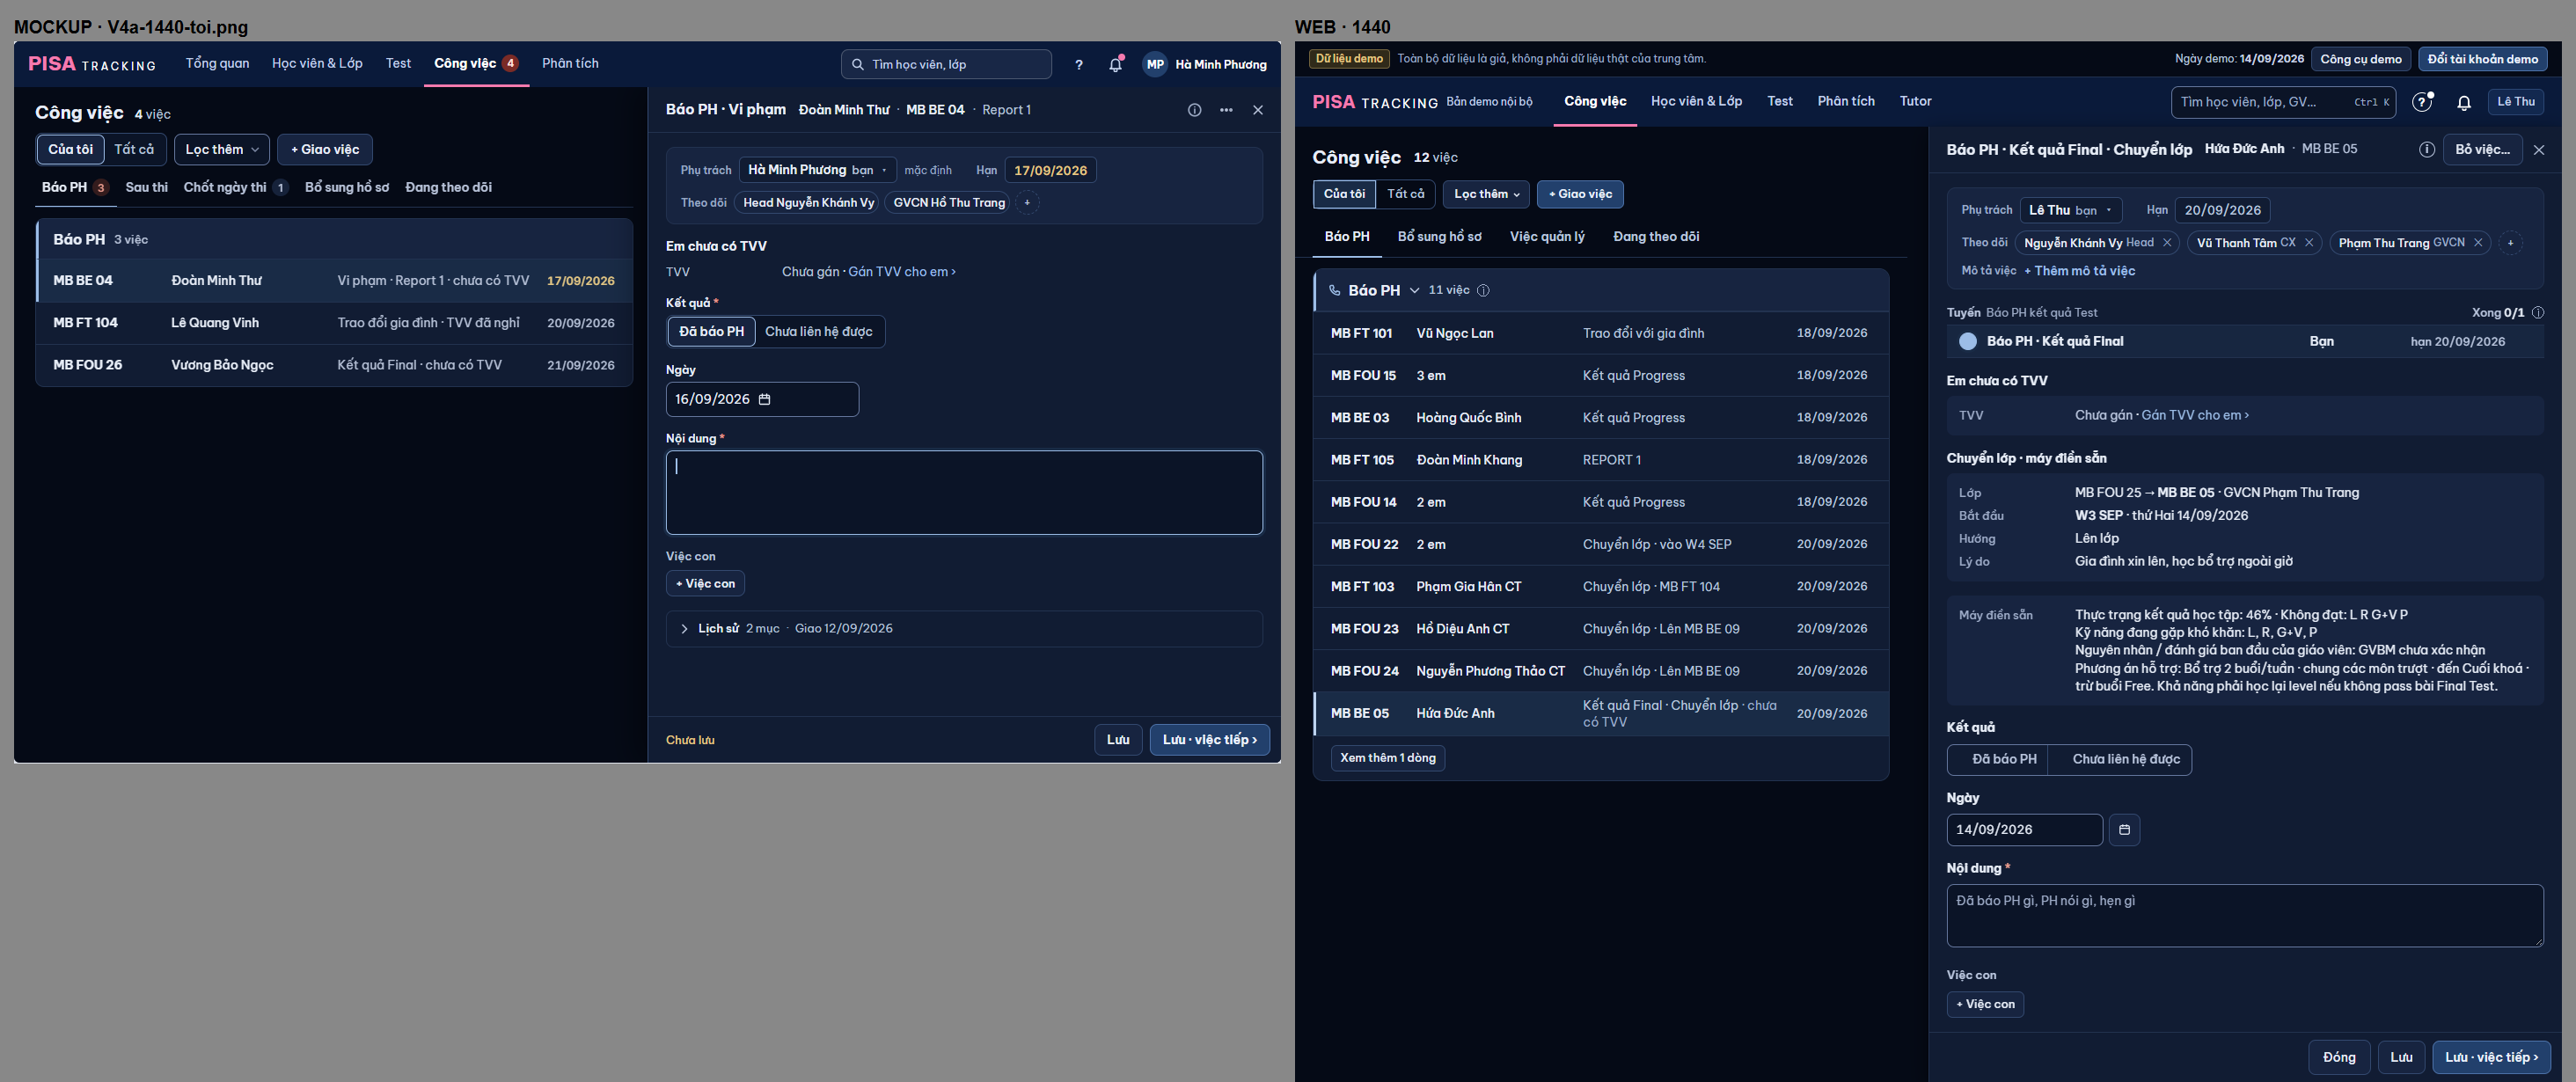 MOCKUP · V4a-1440-toi.png
PISA TRACKING Tổng quan Học viên & Lớp Test Công việc 4 Phân tích Tìm học viên, lớp ? MP Hà Minh Phương
Công việc 4 việc
Của tôi Tất cả Lọc thêm + Giao việc
Báo PH 3 Sau thi Chốt ngày thi 1 Bổ sung hồ sơ Đang theo dõi
Báo PH 3 việc
MB BE 04 Đoàn Minh Thư Vi phạm · Report 1 · chưa có TVV 17/09/2026
MB FT 104 Lê Quang Vinh Trao đổi gia đình · TVV đã nghỉ 20/09/2026
MB FOU 26 Vương Bảo Ngọc Kết quả Final · chưa có TVV 21/09/2026
Báo PH · Vi phạm Đoàn Minh Thư · MB BE 04 · Report 1
Phụ trách Hà Minh Phương bạn mặc định Hạn 17/09/2026
Theo dõi Head Nguyễn Khánh Vy GVCN Hồ Thu Trang +
Em chưa có TVV
TVV Chưa gán · Gán TVV cho em ›
Kết quả *
Đã báo PH Chưa liên hệ được
Ngày
16/09/2026
Nội dung *
Việc con
+ Việc con
Lịch sử 2 mục · Giao 12/09/2026
Chưa lưu Lưu Lưu · việc tiếp ›
WEB · 1440
Dữ liệu demo Toàn bộ dữ liệu là giả, không phải dữ liệu thật của trung tâm. Ngày demo: 14/09/2026 Công cụ demo Đổi tài khoản demo
PISA TRACKING Bản demo nội bộ Công việc Học viên & Lớp Test Phân tích Tutor Tìm học viên, lớp, GV... Ctrl K ? Lê Thu
Công việc 12 việc
Của tôi Tất cả Lọc thêm + Giao việc
Báo PH Bổ sung hồ sơ Việc quản lý Đang theo dõi
Báo PH 11 việc
MB FT 101 Vũ Ngọc Lan Trao đổi với gia đình 18/09/2026
MB FOU 15 3 em Kết quả Progress 18/09/2026
MB BE 03 Hoàng Quốc Bình Kết quả Progress 18/09/2026
MB FT 105 Đoàn Minh Khang REPORT 1 18/09/2026
MB FOU 14 2 em Kết quả Progress 18/09/2026
MB FOU 22 2 em Chuyển lớp · vào W4 SEP 20/09/2026
MB FT 103 Phạm Gia Hân CT Chuyển lớp · MB FT 104 20/09/2026
MB FOU 23 Hồ Diệu Anh CT Chuyển lớp · Lên MB BE 09 20/09/2026
MB FOU 24 Nguyễn Phương Thảo CT Chuyển lớp · Lên MB BE 09 20/09/2026
MB BE 05 Hứa Đức Anh Kết quả Final · Chuyển lớp · chưa có TVV 20/09/2026
Xem thêm 1 dòng
Báo PH · Kết quả Final · Chuyển lớp Hứa Đức Anh · MB BE 05 Bỏ việc...
Phụ trách Lê Thu bạn Hạn 20/09/2026
Theo dõi Nguyễn Khánh Vy Head Vũ Thanh Tâm CX Phạm Thu Trang GVCN +
Mô tả việc + Thêm mô tả việc
Tuyến Báo PH kết quả Test Xong 0/1
Báo PH · Kết quả Final Bạn hạn 20/09/2026
Em chưa có TVV
TVV Chưa gán · Gán TVV cho em ›
Chuyển lớp · máy điền sẵn
Lớp MB FOU 25 → MB BE 05 · GVCN Phạm Thu Trang
Bắt đầu W3 SEP · thứ Hai 14/09/2026
Hướng Lên lớp
Lý do Gia đình xin lên, học bổ trợ ngoài giờ
Máy điền sẵn Thực trạng kết quả học tập: 46% · Không đạt: L R G+V P
Kỹ năng đang gặp khó khăn: L, R, G+V, P
Nguyên nhân / đánh giá ban đầu của giáo viên: GVBM chưa xác nhận
Phương án hỗ trợ: Bổ trợ 2 buổi/tuần · chung các môn trượt · đến Cuối khoá ·
trừ buổi Free. Khả năng phải học lại level nếu không pass bài Final Test.
Kết quả
Đã báo PH Chưa liên hệ được
Ngày
14/09/2026
Nội dung *
Đã báo PH gì, PH nói gì, hẹn gì
Việc con
+ Việc con
Đóng Lưu Lưu · việc tiếp ›